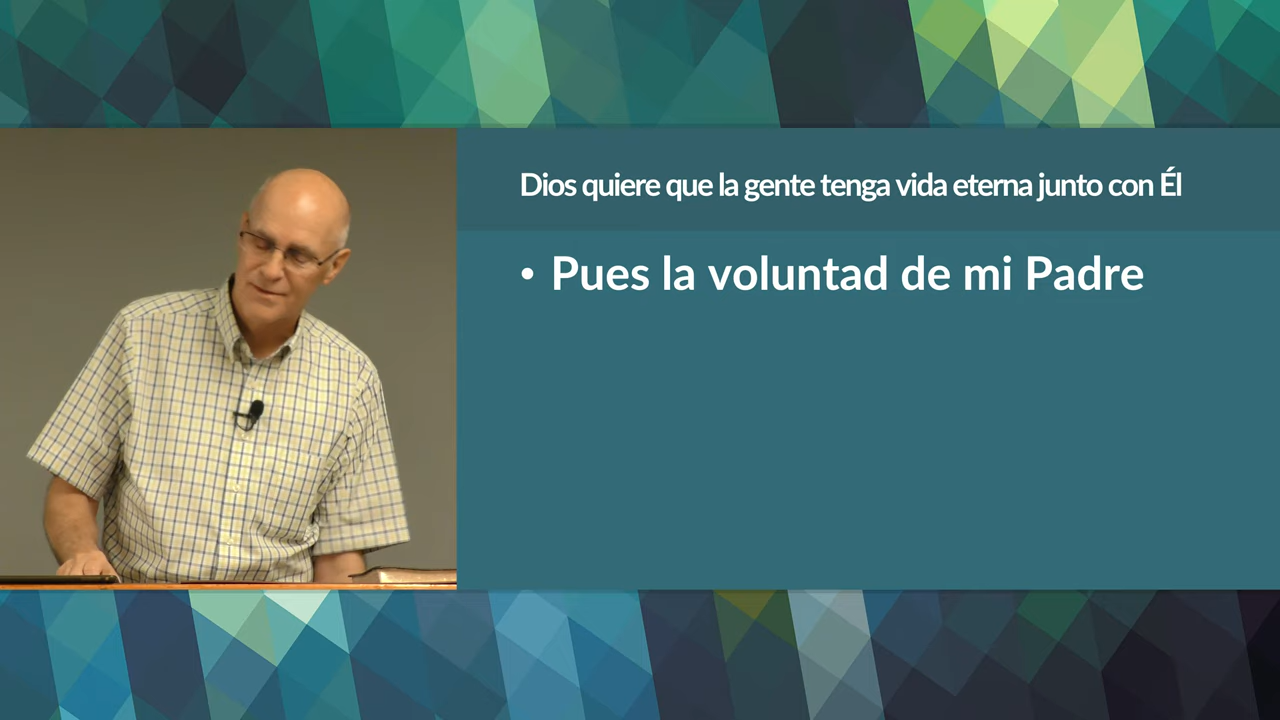 Dios quiere que la gente tenga vida eterna junto con Él
• Pues la voluntad de mi Padre